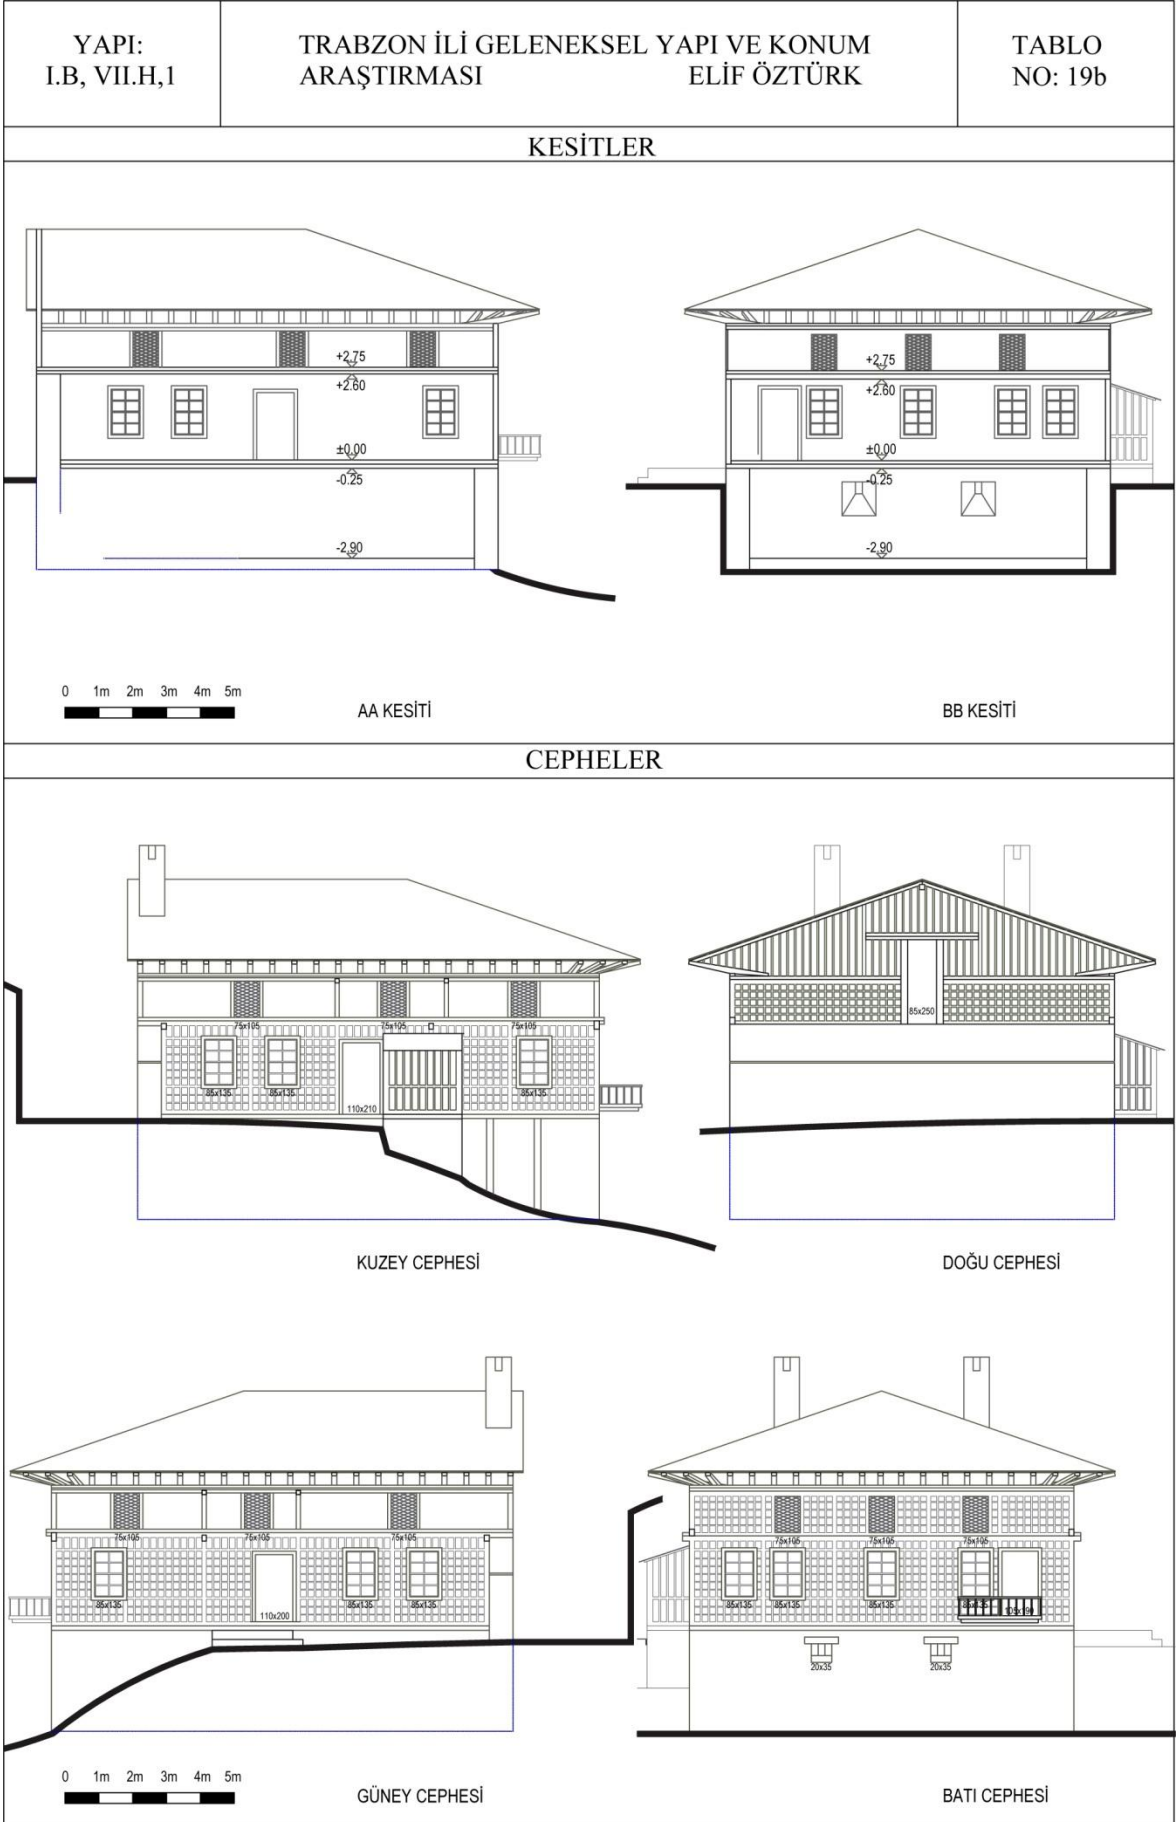 YAPI:
I.B, VII.H,1
TRABZON İLİ GELENEKSEL YAPI VE KONUM
ARAŞTIRMASI ELİF ÖZTÜRK
TABLO
NO: 19b
KESİTLER
+2.75
+2.60
±0.00
-0.25
-2.90
+2.75
+2.60
±0.00
-0.25
-2.90
0 1m 2m 3m 4m 5m
AA KESİTİ
BB KESİTİ
CEPHELER
75x105 75x105 75x105
85x135 85x135 85x135
110x210
85x250
KUZEY CEPHESİ
DOĞU CEPHESİ
75x105 75x105 75x105
85x135 85x135 85x135
110x200
75x105 75x105 75x105
85x135 85x135 85x135 85x135
105x190
20x35 20x35
0 1m 2m 3m 4m 5m
GÜNEY CEPHESİ
BATI CEPHESİ